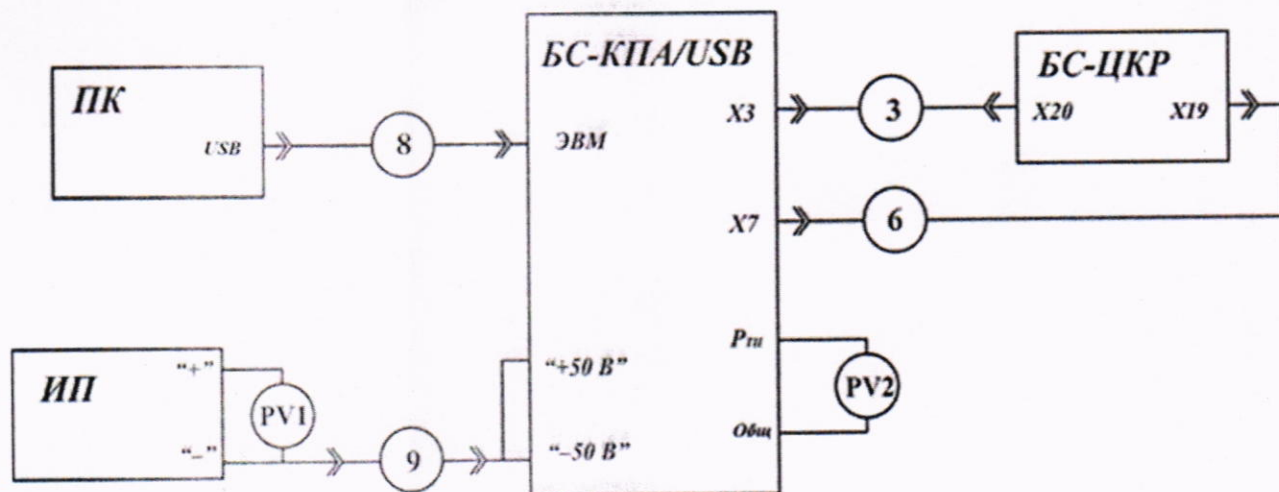 ПК
USB
8
БС-КПА/USB
ЭВМ
X3
X7
3
6
БС-ЦКР
X20
X19
ИП
“+”
“–”
PV1
9
“+50 В”
“–50 В”
Рти
Общ
PV2